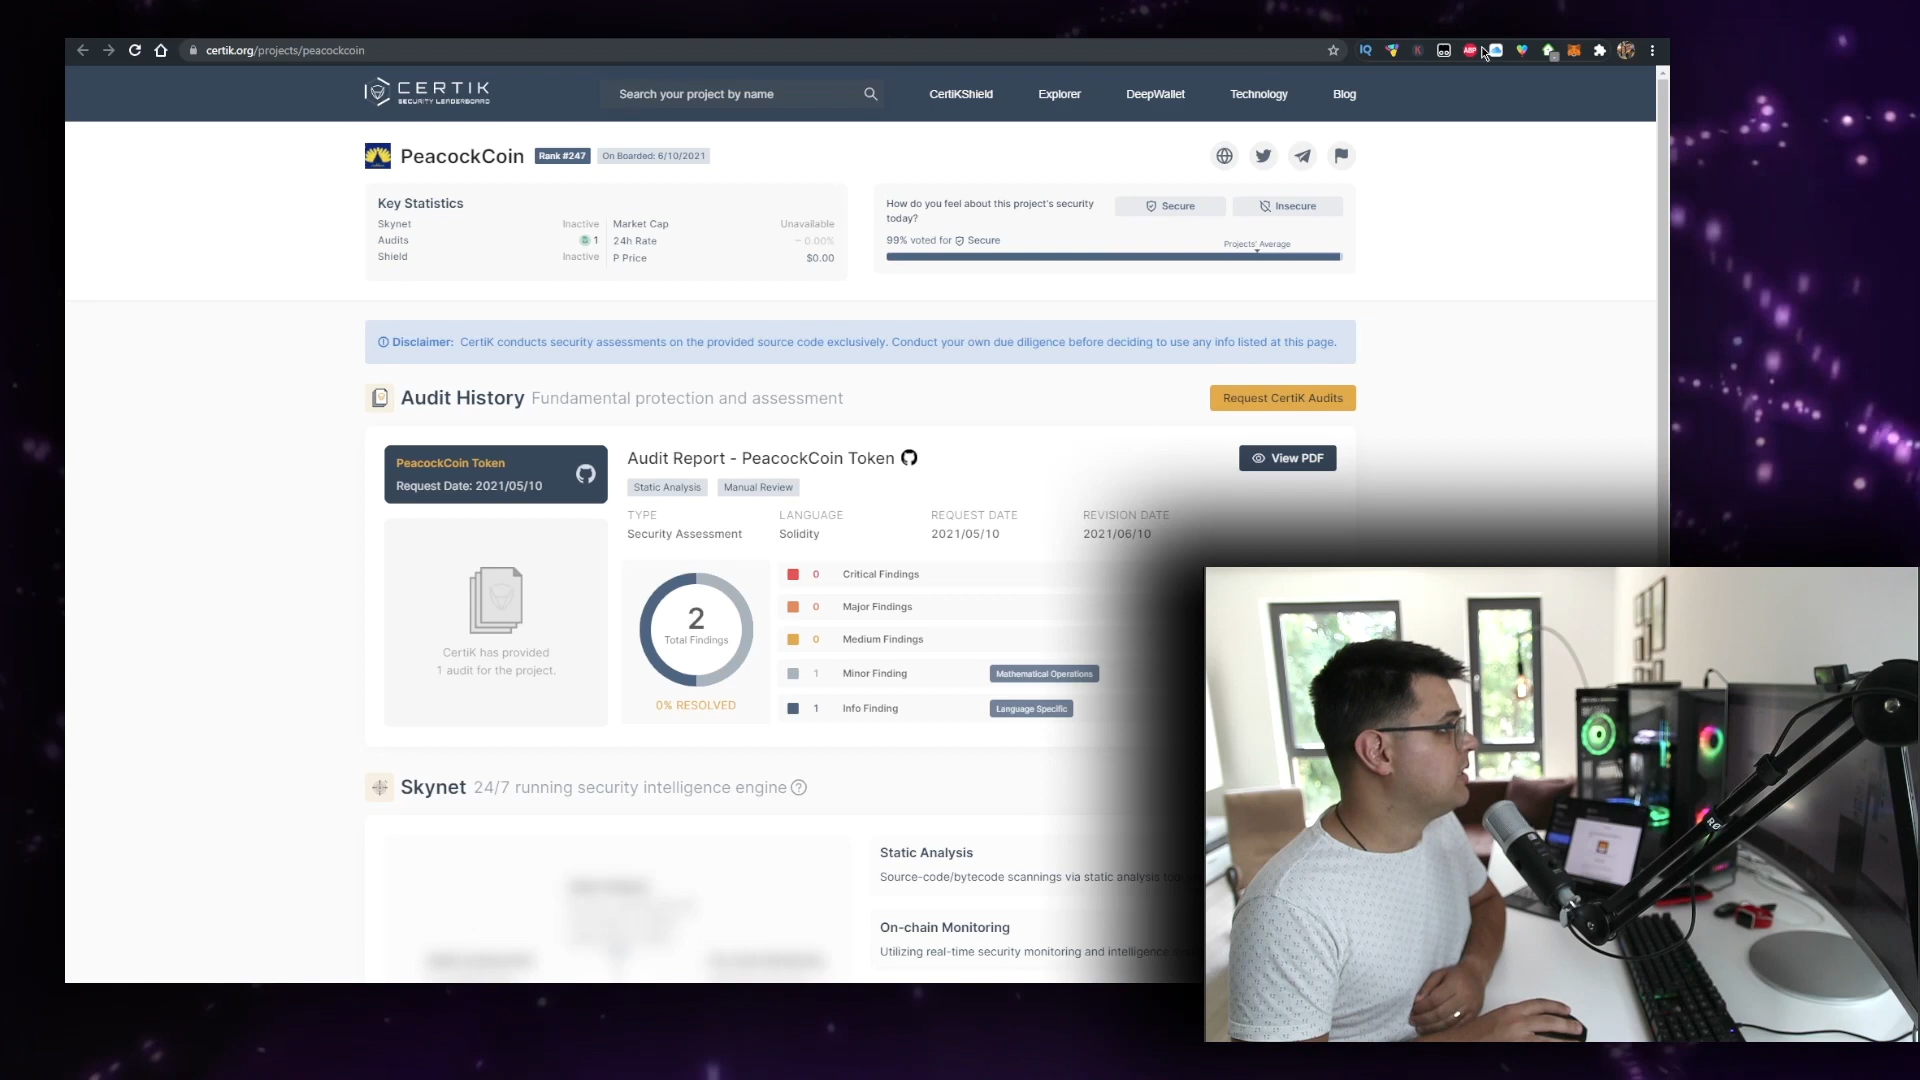 certik.org/projects/peacockcoin
IQ
K
ABP
CERTIK
SECURITY LEADERBOARD
Search your project by name
CertiKShield
Explorer
DeepWallet
Technology
Blog
PeacockCoin
Rank #247
On Boarded: 6/10/2021
Key Statistics
Skynet Inactive
Audits 1
Shield Inactive
Market Cap Unavailable
24h Rate – 0.00%
P Price $0.00
How do you feel about this project's security
today?
Secure
Insecure
99% voted for Secure
Projects' Average
Disclaimer: CertiK conducts security assessments on the provided source code exclusively. Conduct your own due diligence before deciding to use any info listed at this page.
Audit History Fundamental protection and assessment
Request CertiK Audits
PeacockCoin Token
Request Date: 2021/05/10
CertiK has provided
1 audit for the project.
Audit Report - PeacockCoin Token
View PDF
Static Analysis
Manual Review
TYPE LANGUAGE REQUEST DATE REVISION DATE
Security Assessment Solidity 2021/05/10 2021/06/10
2
Total Findings
0% RESOLVED
0 Critical Findings
0 Major Findings
0 Medium Findings
1 Minor Finding Mathematical Operations
1 Info Finding Language Specific
Skynet 24/7 running security intelligence engine
Static Analysis
Source-code/bytecode scannings via static analysis
On-chain Monitoring
Utilizing real-time security monitoring and intelligence